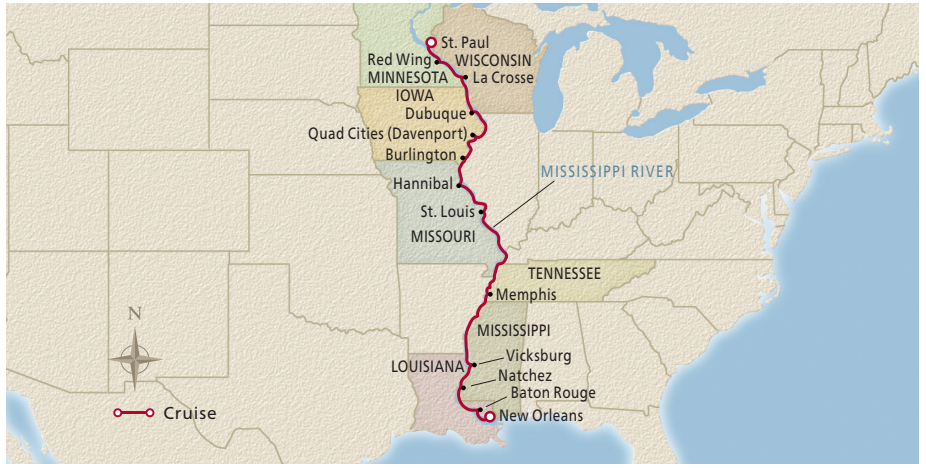 St. Paul
Red Wing
WISCONSIN
MINNESOTA
La Crosse
IOWA
Dubuque
Quad Cities (Davenport)
Burlington
MISSISSIPPI RIVER
Hannibal
St. Louis
MISSOURI
TENNESSEE
Memphis
N
MISSISSIPPI
Vicksburg
LOUISIANA
Natchez
Baton Rouge
Cruise
New Orleans